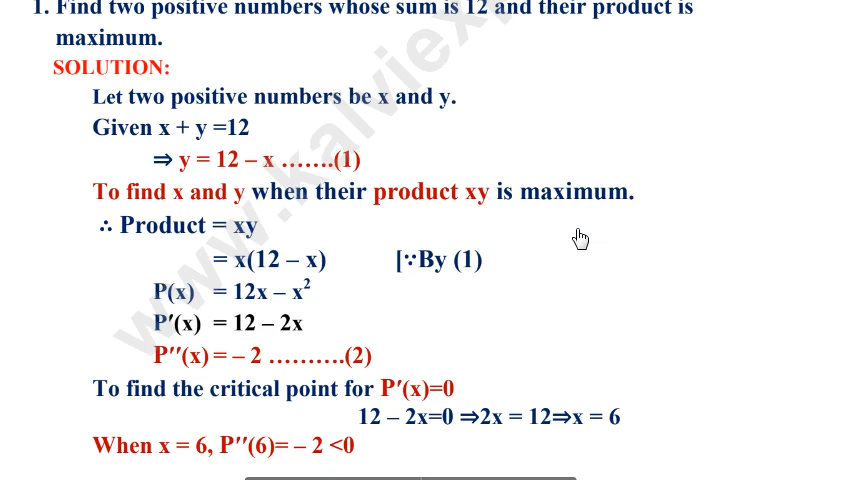 1. Find two positive numbers whose sum is 12 and their product is
maximum.
SOLUTION:
Let two positive numbers be x and y.
Given x + y =12
⇒ y = 12 – x …….(1)
To find x and y when their product xy is maximum.
∴ Product = xy
= x(12 – x) [∵By (1)
P(x) = 12x – x²
P′(x) = 12 – 2x
P′′(x) = – 2 ……….(2)
To find the critical point for P′(x)=0
12 – 2x=0 ⇒2x = 12⇒x = 6
When x = 6, P′′(6)= – 2 <0
www.kalviexp